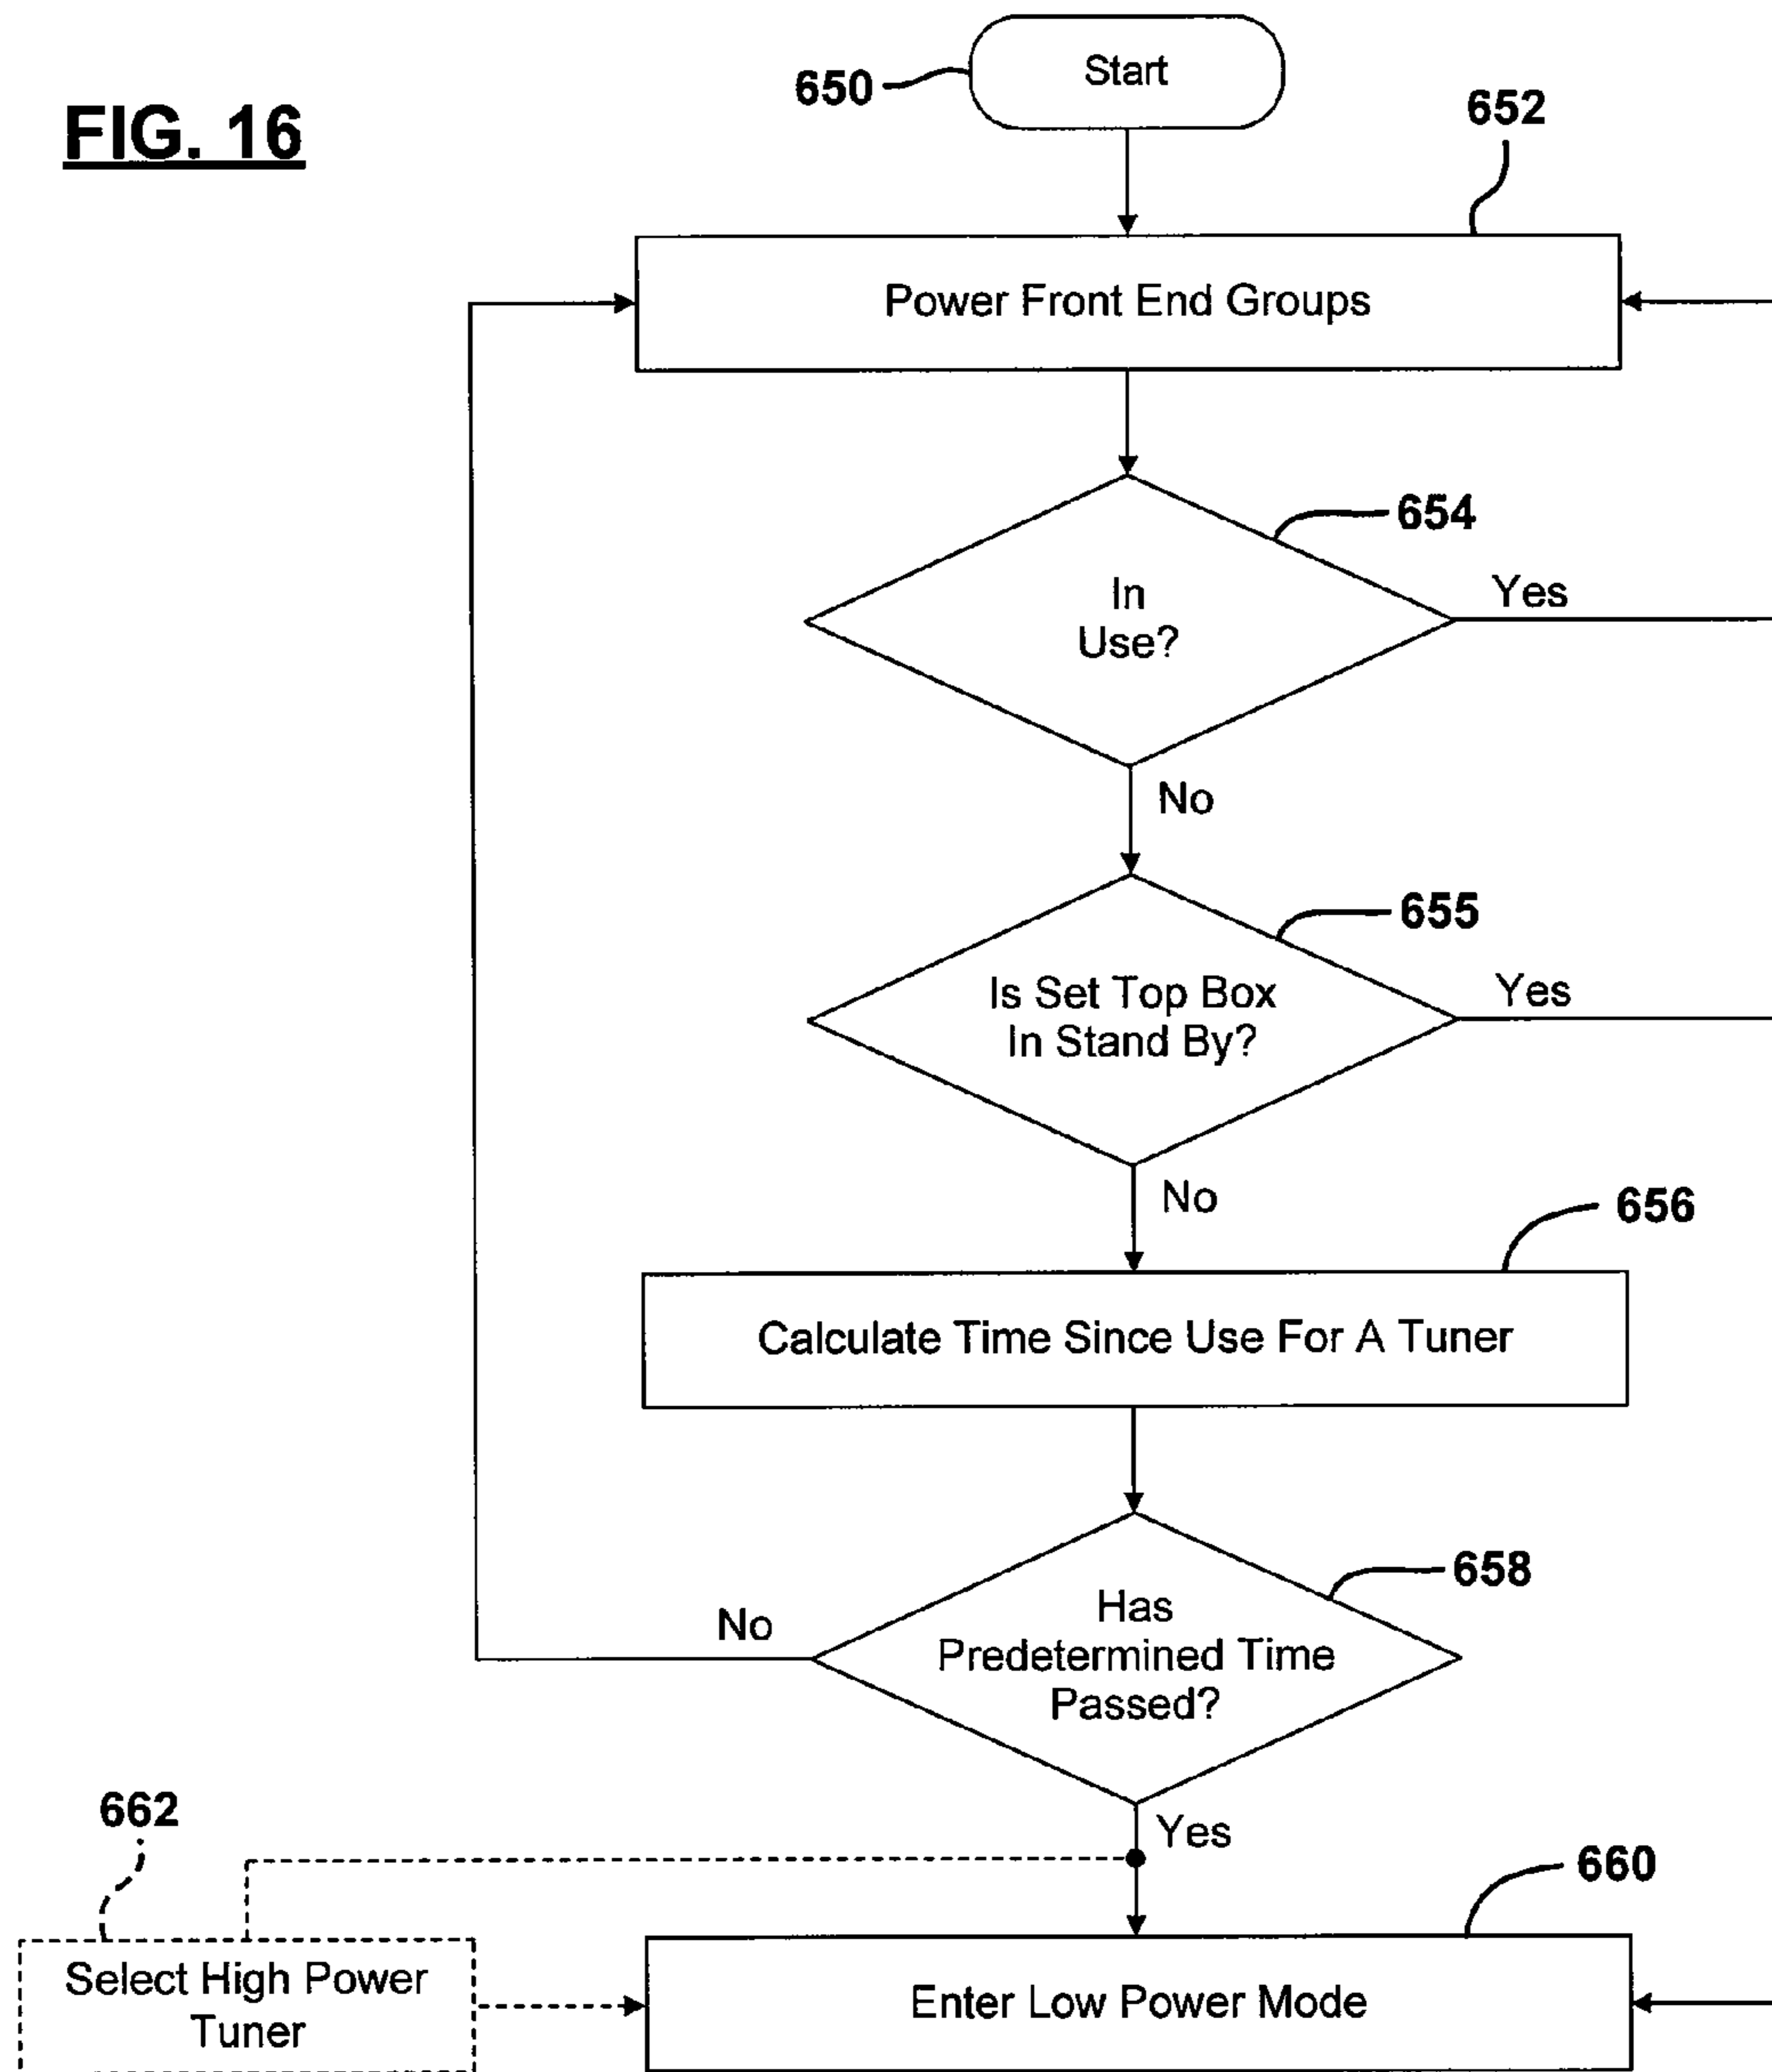 FIG. 16
650
Start
652
Power Front End Groups
654
In
Use?
Yes
No
655
Is Set Top Box
In Stand By?
Yes
No
656
Calculate Time Since Use For A Tuner
658
Has
Predetermined Time
Passed?
No
Yes
662
660
Select High Power
Tuner
Enter Low Power Mode